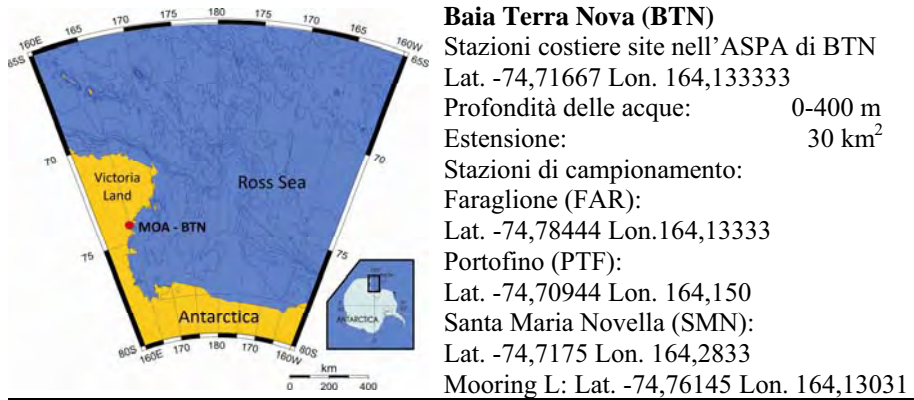 160E 165 170 175 180 175 170 165 160W
65S 65S
70 70
Victoria
Land
Ross Sea
MOA - BTN
75 75
Antarctica
ANTARCTICA
80S 160E 170 180 170 160W 80S
km
0 200 400
Baia Terra Nova (BTN)
Stazioni costiere site nell’ASPA di BTN
Lat. -74,71667 Lon. 164,133333
Profondità delle acque: 0-400 m
Estensione: 30 km²
Stazioni di campionamento:
Faraglione (FAR):
Lat. -74,78444 Lon.164,13333
Portofino (PTF):
Lat. -74,70944 Lon. 164,150
Santa Maria Novella (SMN):
Lat. -74,7175 Lon. 164,2833
Mooring L: Lat. -74,76145 Lon. 164,13031